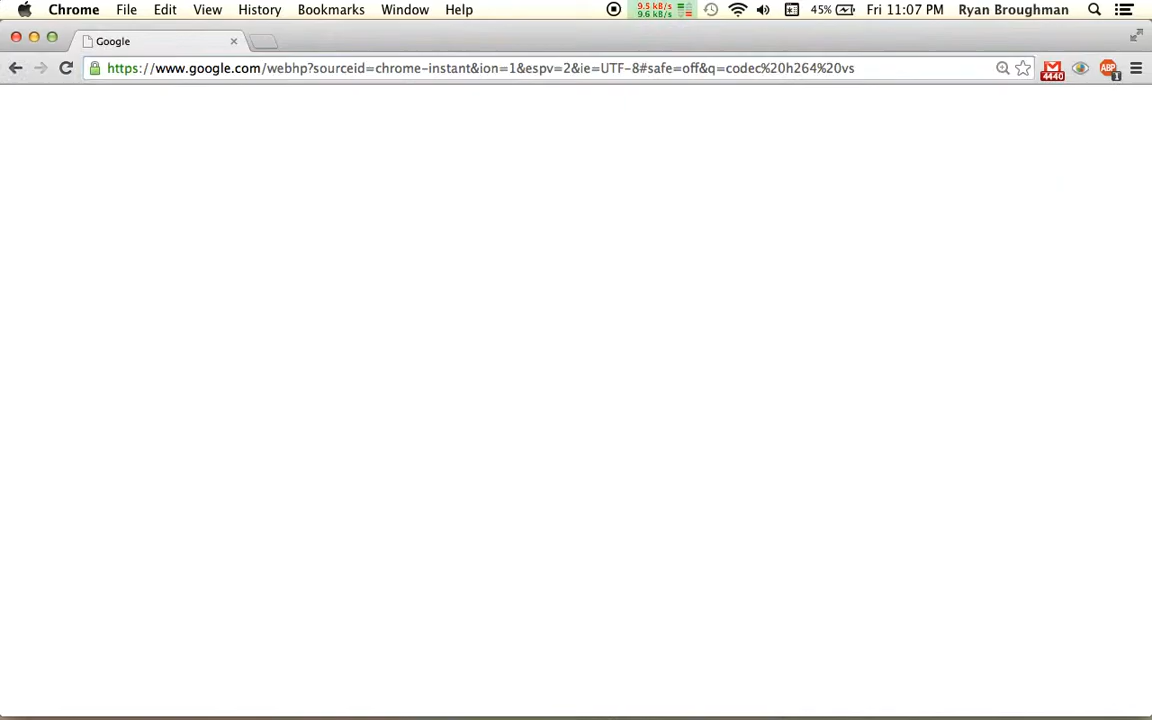 Chrome File Edit View History Bookmarks Window Help 9.5 kB/s 9.6 kB/s 45% Fri 11:07 PM Ryan Broughman
Google
https://www.google.com/webhp?sourceid=chrome-instant&ion=1&espv=2&ie=UTF-8#safe=off&q=codec%20h264%20vs 4440 ABP 1